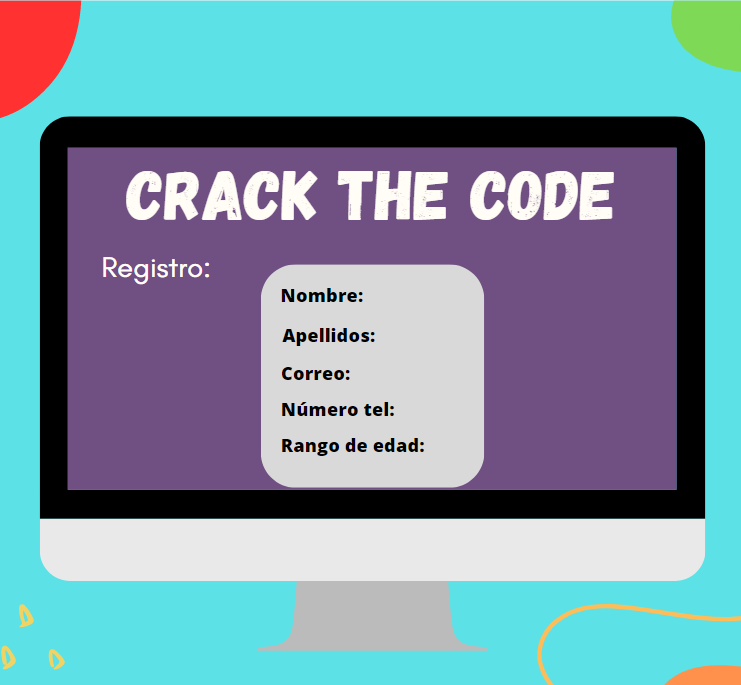 CRACK THE CODE
Registro:
Nombre:
Apellidos:
Correo:
Número tel:
Rango de edad: